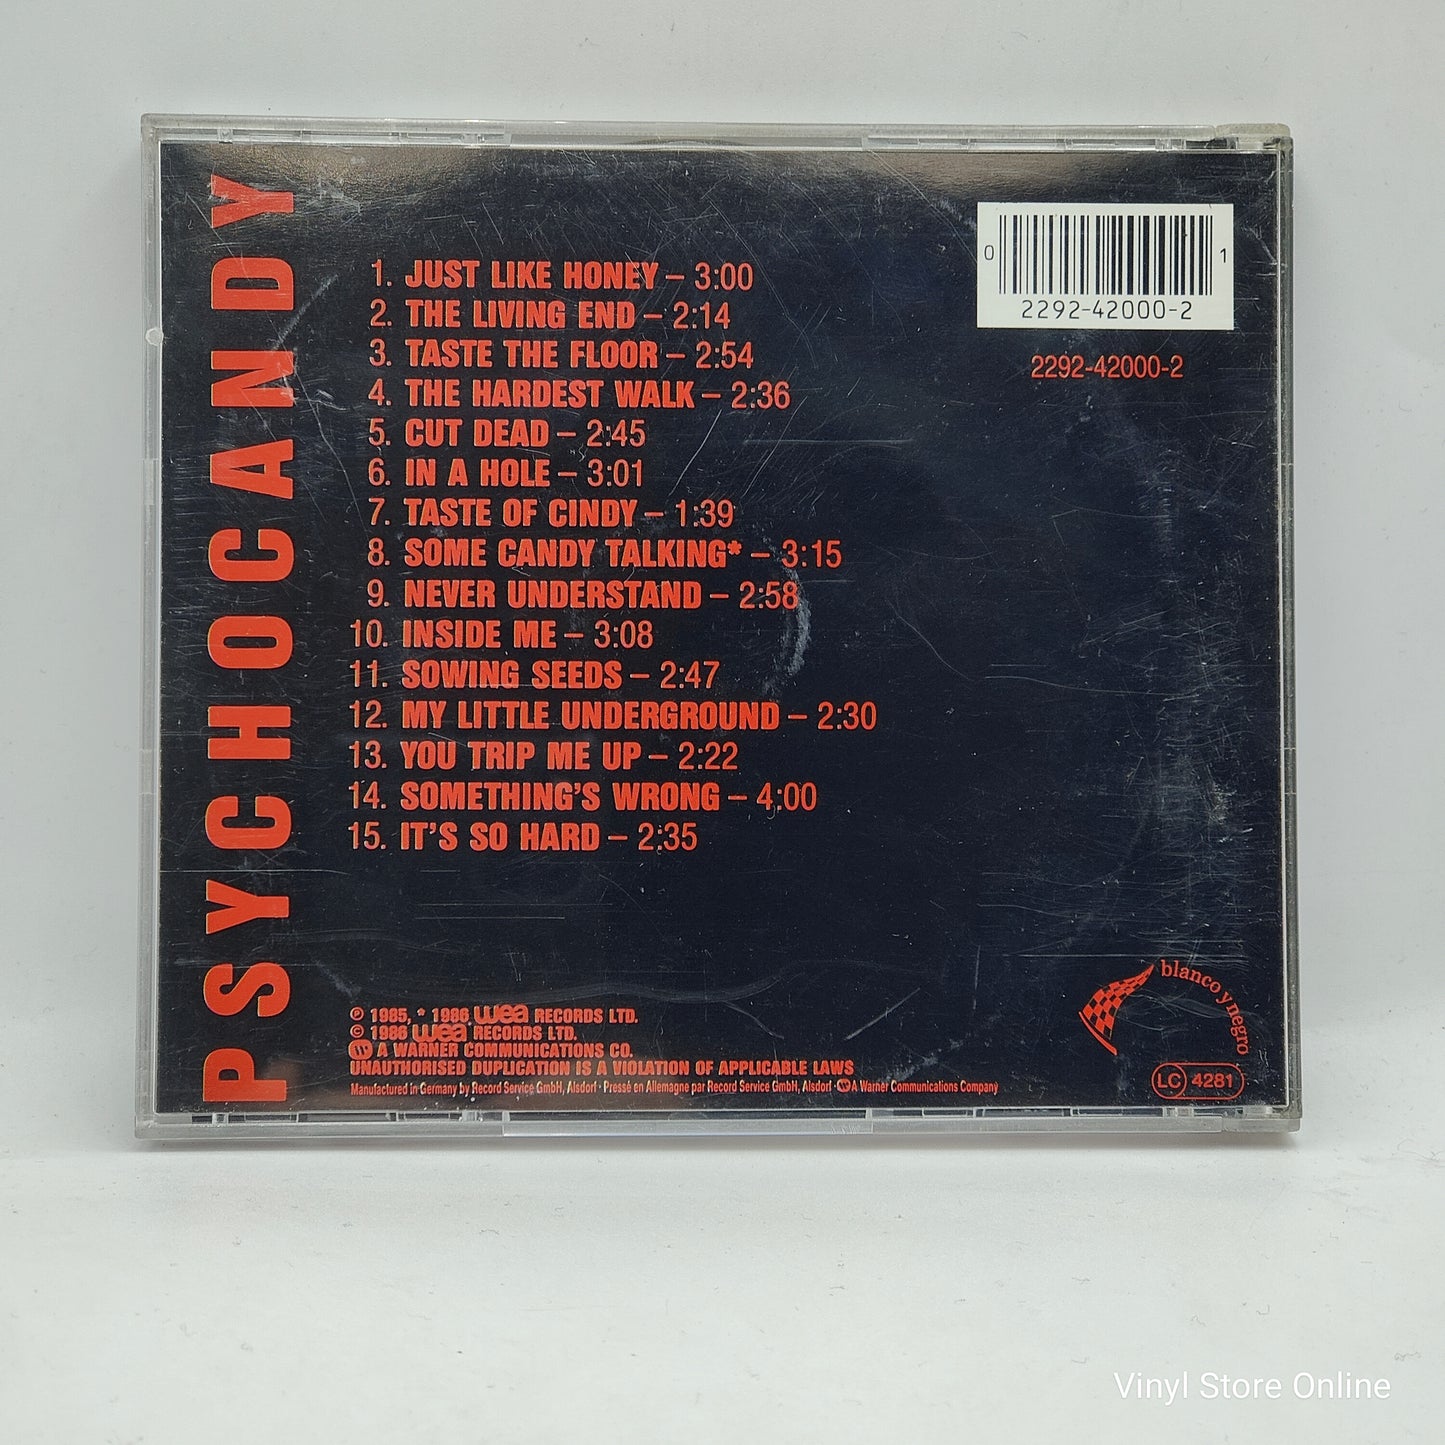 PSYCHOCANDY
1. JUST LIKE HONEY – 3:00
2. THE LIVING END – 2:14
3. TASTE THE FLOOR – 2:54
4. THE HARDEST WALK – 2:36
5. CUT DEAD – 2:45
6. IN A HOLE – 3:01
7. TASTE OF CINDY – 1:39
8. SOME CANDY TALKING* – 3:15
9. NEVER UNDERSTAND – 2:58
10. INSIDE ME – 3:08
11. SOWING SEEDS – 2:47
12. MY LITTLE UNDERGROUND – 2:30
13. YOU TRIP ME UP – 2:22
14. SOMETHING'S WRONG – 4:00
15. IT'S SO HARD – 2:35
0 1
2292-42000-2
2292-42000-2
℗ 1985, * 1986 wea RECORDS LTD.
© 1986 wea RECORDS LTD.
A WARNER COMMUNICATIONS CO.
UNAUTHORISED DUPLICATION IS A VIOLATION OF APPLICABLE LAWS
Manufactured in Germany by Record Service GmbH, Alsdorf · Pressé en Allemagne par Record Service GmbH, Alsdorf · A Warner Communications Company
blanco y negro
LC 4281
Vinyl Store Online